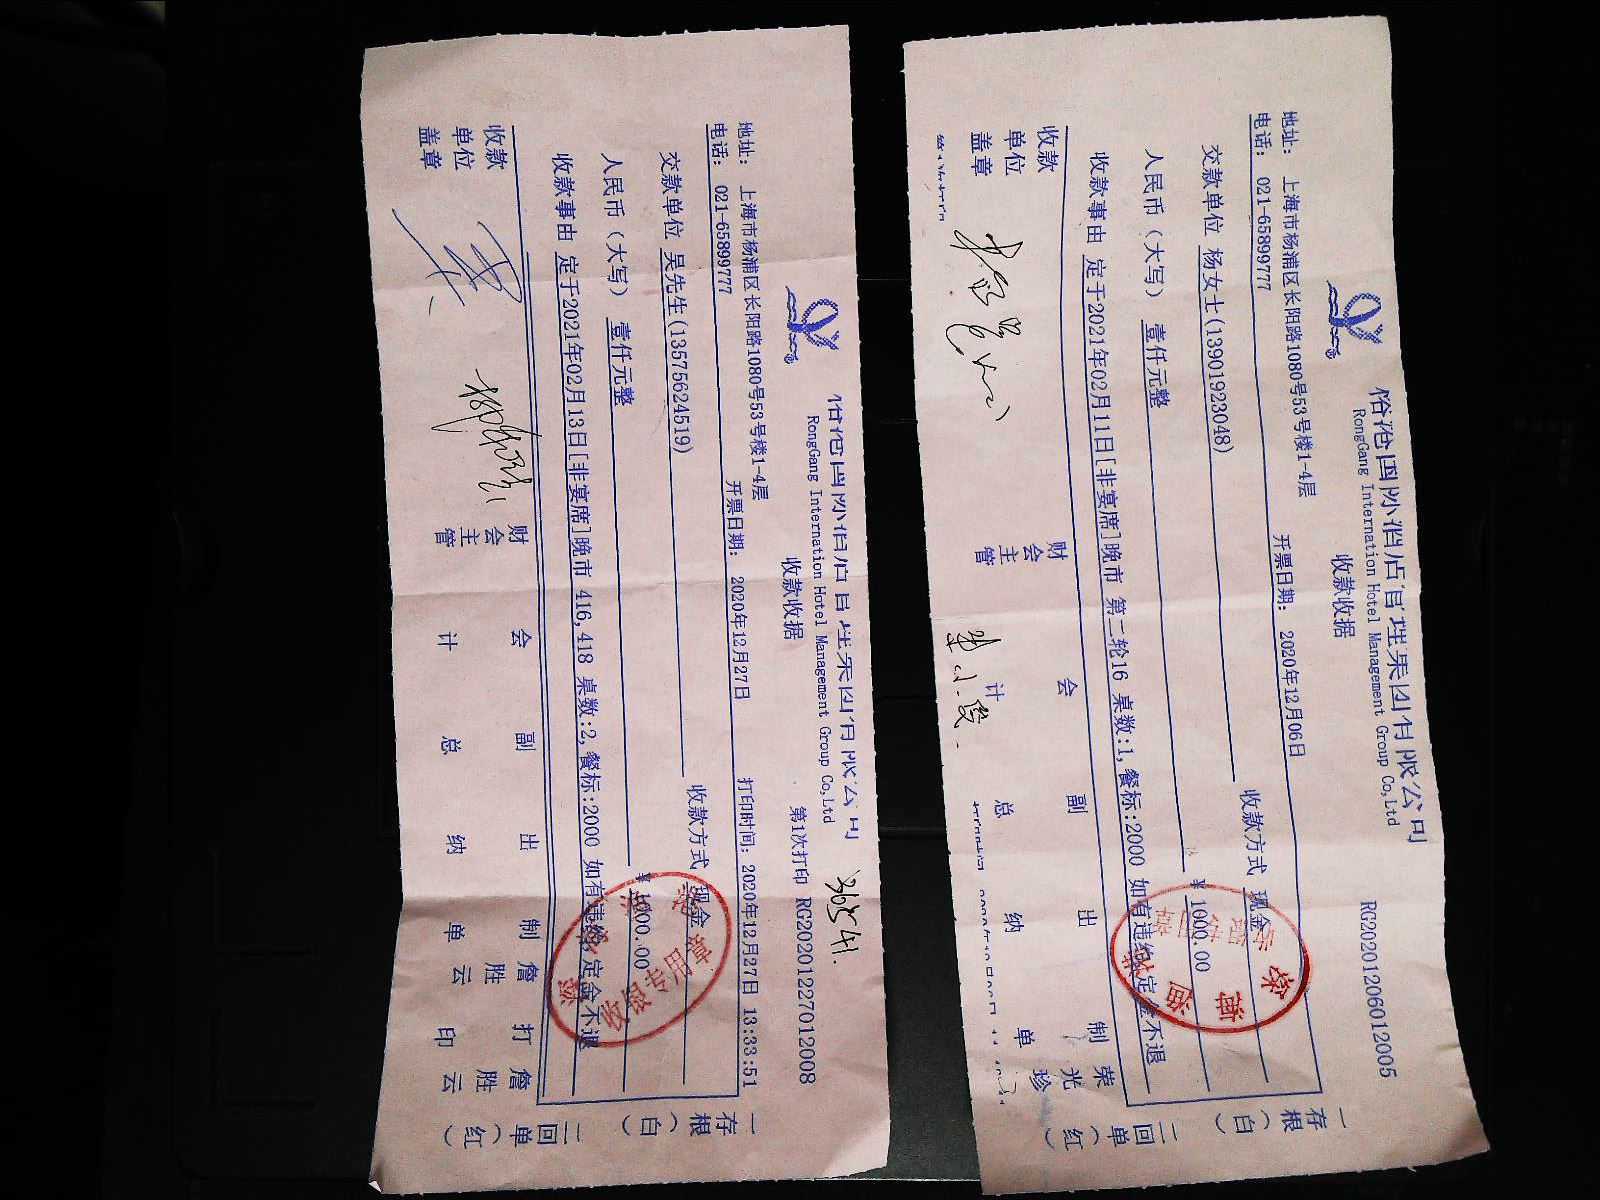 国际酒店管理集团有限公司
RongGang Internation Hotel Management Group Co,Ltd
收款收据
RG2020120601​2005
地址: 上海市杨浦区长阳路1080号53号楼1-4层
电话: 021-65899777
开票日期: 2020年12月06日
交款单位 杨女士(13901923048)
收款方式 现金
人民币(大写) 壹仟元整
¥ 1000.00
收款事由 定于2021年02月11日[非宴席]晚市 第二轮16 桌数:1,餐标:2000 如有违约,定金不退
收款单位盖章
财会主管
会计
副总
出纳
制单 荣光珍
一存根(白)
二回单(红)
国际酒店管理集团有限公司
RongGang Internation Hotel Management Group Co,Ltd
36541.
收款收据
第1次打印 RG20201227012008
地址: 上海市杨浦区长阳路1080号53号楼1-4层
电话: 021-65899777
开票日期: 2020年12月27日
打印时间: 2020年12月27日 13:33:51
交款单位 吴先生(13575624519)
收款方式 现金
人民币(大写) 壹仟元整
¥ 1000.00
收款事由 定于2021年02月13日[非宴席]晚市 416,418 桌数:2,餐标:2000 如有违约,定金不退
收银专用章
收款单位盖章
财会主管
会计
副总
出纳
制单 詹胜云
打印 詹胜云
一存根(白)
二回单(红)